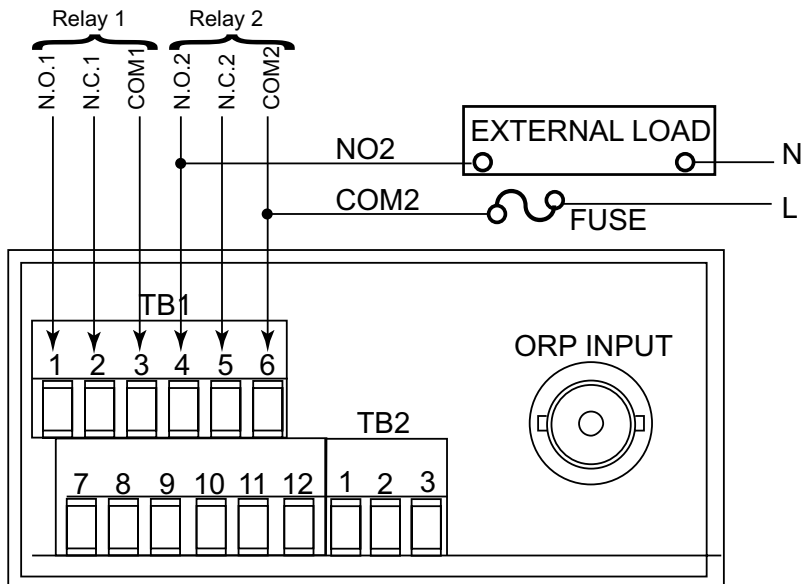 Relay 1
Relay 2
N.O.1
N.C.1
COM1
N.O.2
N.C.2
COM2
EXTERNAL LOAD
NO2
N
COM2
FUSE
L
TB1
1 2 3 4 5 6
ORP INPUT
TB2
7 8 9 10 11 12 1 2 3